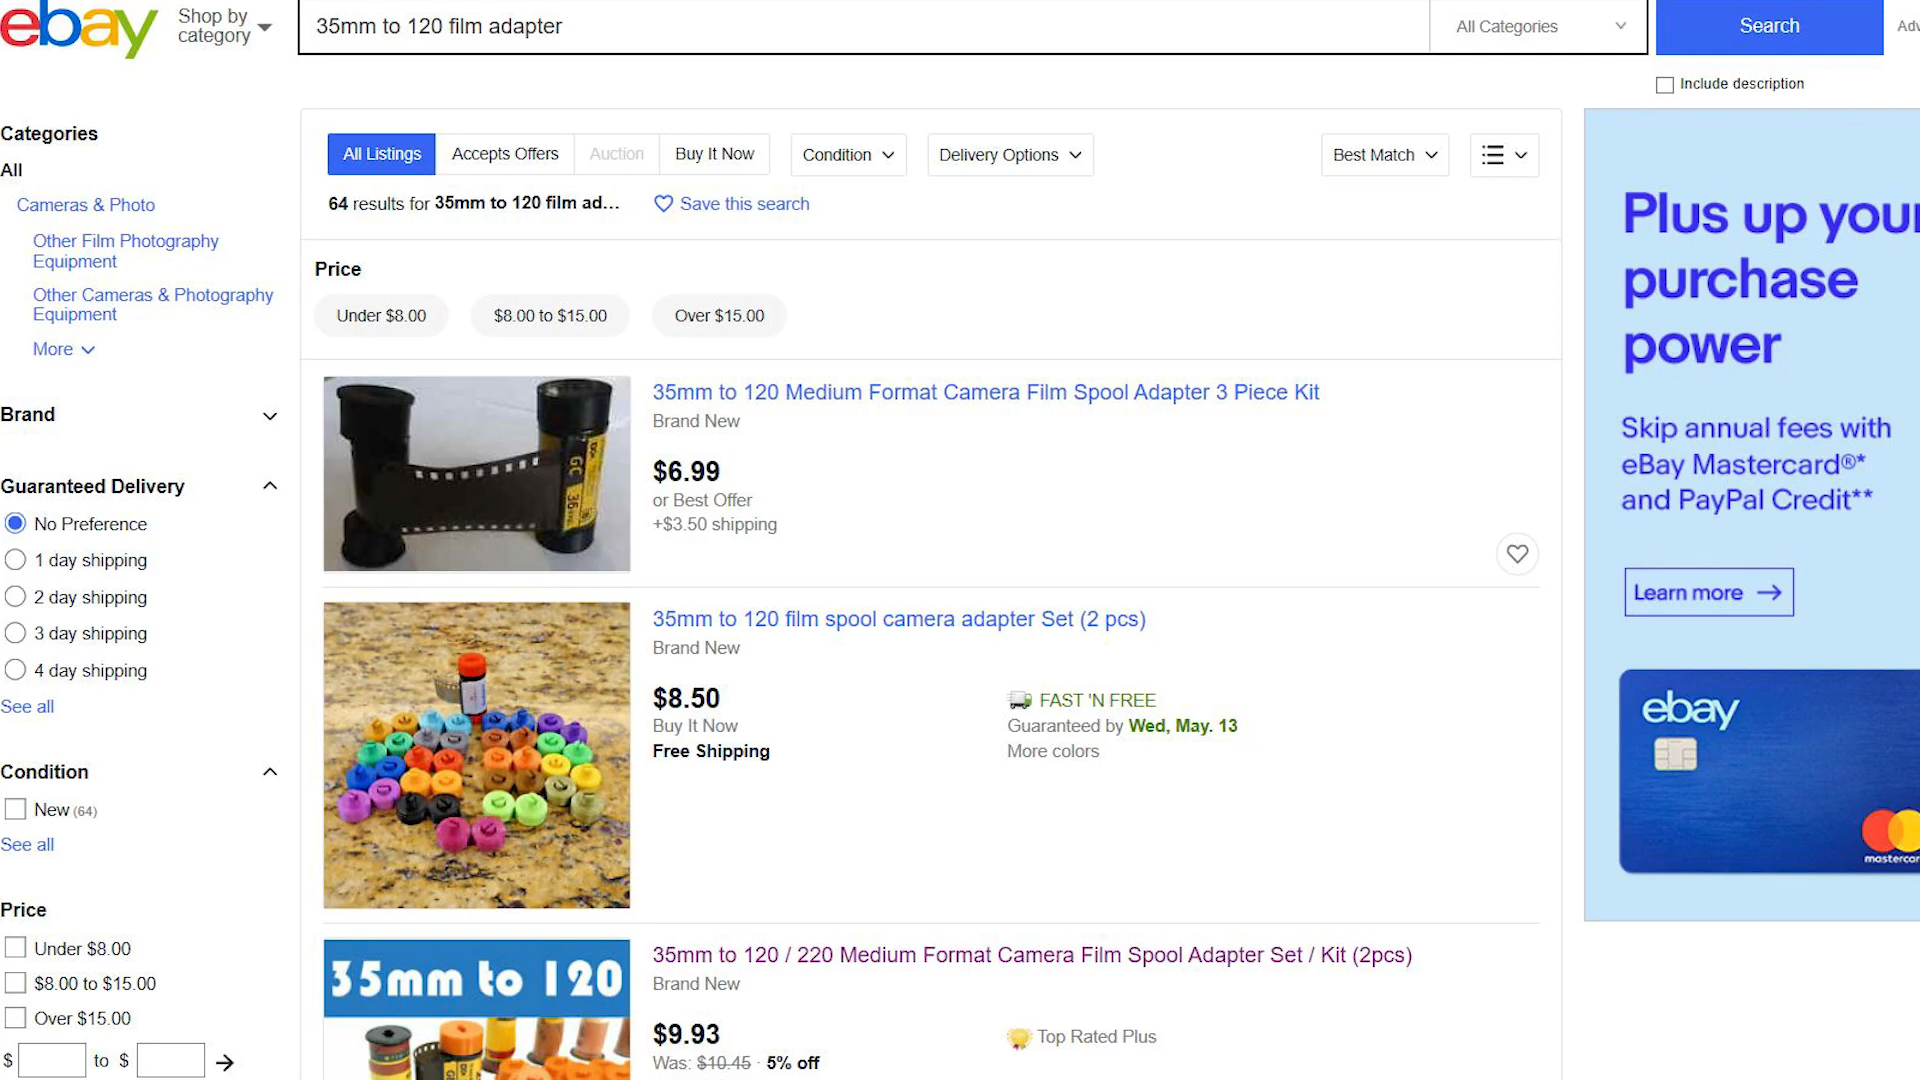 ebay
Shop by
category
35mm to 120 film adapter
All Categories
Search
Include description
Categories
All
Cameras & Photo
Other Film Photography
Equipment
Other Cameras & Photography
Equipment
More
Brand
Guaranteed Delivery
No Preference
1 day shipping
2 day shipping
3 day shipping
4 day shipping
See all
Condition
New (64)
See all
Price
Under $8.00
$8.00 to $15.00
Over $15.00
$ to $
All Listings
Accepts Offers
Auction
Buy It Now
Condition
Delivery Options
Best Match
64 results for 35mm to 120 film ad...
Save this search
Price
Under $8.00
$8.00 to $15.00
Over $15.00
35mm to 120 Medium Format Camera Film Spool Adapter 3 Piece Kit
Brand New
$6.99
or Best Offer
+$3.50 shipping
GC
36
35mm to 120 film spool camera adapter Set (2 pcs)
Brand New
$8.50
Buy It Now
Free Shipping
FAST 'N FREE
Guaranteed by Wed, May. 13
More colors
35mm to 120
35mm to 120 / 220 Medium Format Camera Film Spool Adapter Set / Kit (2pcs)
Brand New
$9.93
Was: $10.45 · 5% off
Top Rated Plus
Plus up your
purchase
power
Skip annual fees with
eBay Mastercard®*
and PayPal Credit**
Learn more
ebay
mastercar